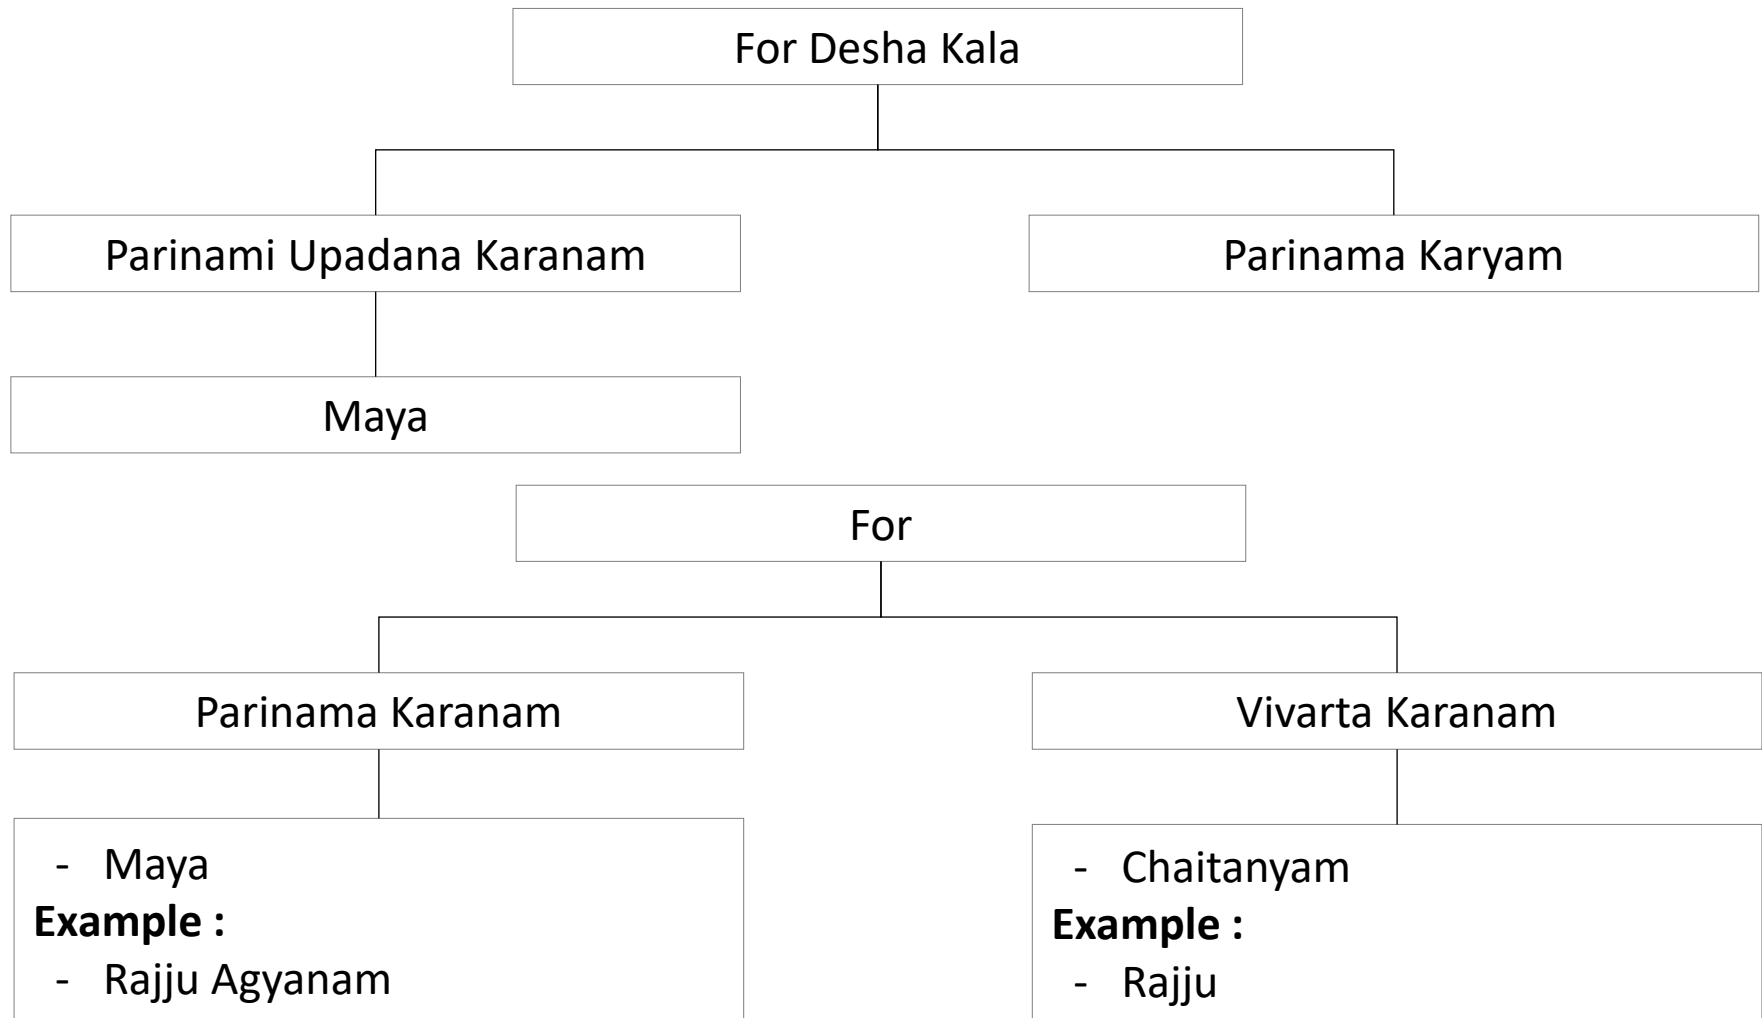 For Desha Kala
Parinami Upadana Karanam
Parinama Karyam
Maya
For
Parinama Karanam
Vivarta Karanam
- Maya
Example :
- Rajju Agyanam
- Chaitanyam
Example :
- Rajju